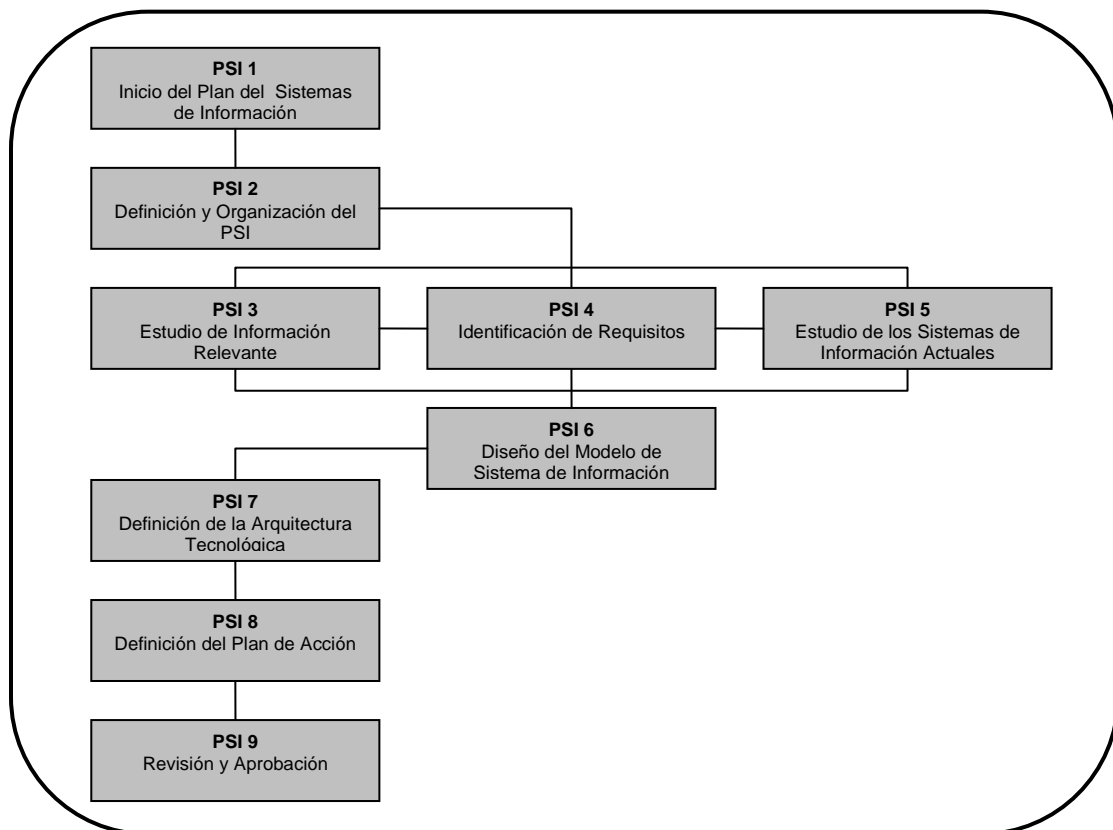 PSI 1
Inicio del Plan del Sistemas
de Información
PSI 2
Definición y Organización del
PSI
PSI 3
Estudio de Información
Relevante
PSI 4
Identificación de Requisitos
PSI 5
Estudio de los Sistemas de
Información Actuales
PSI 6
Diseño del Modelo de
Sistema de Información
PSI 7
Definición de la Arquitectura
Tecnológica
PSI 8
Definición del Plan de Acción
PSI 9
Revisión y Aprobación